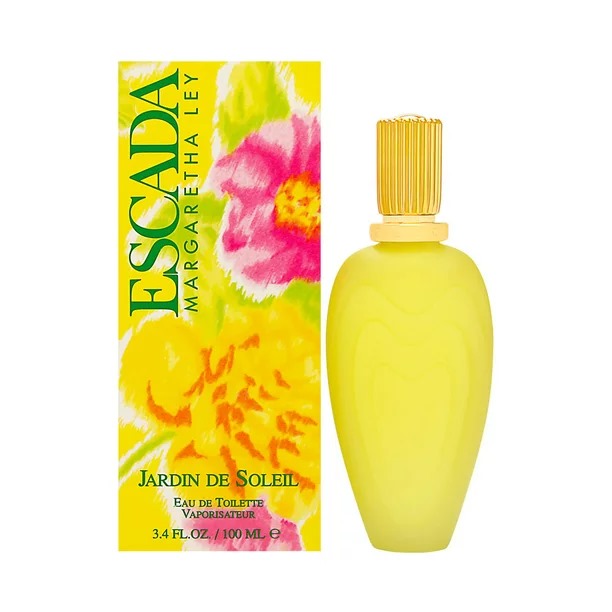 ESCADA
MARGARETHA LEY
JARDIN DE SOLEIL
EAU DE TOILETTE
VAPORISATEUR
3.4 FL.OZ. / 100 ML ℮